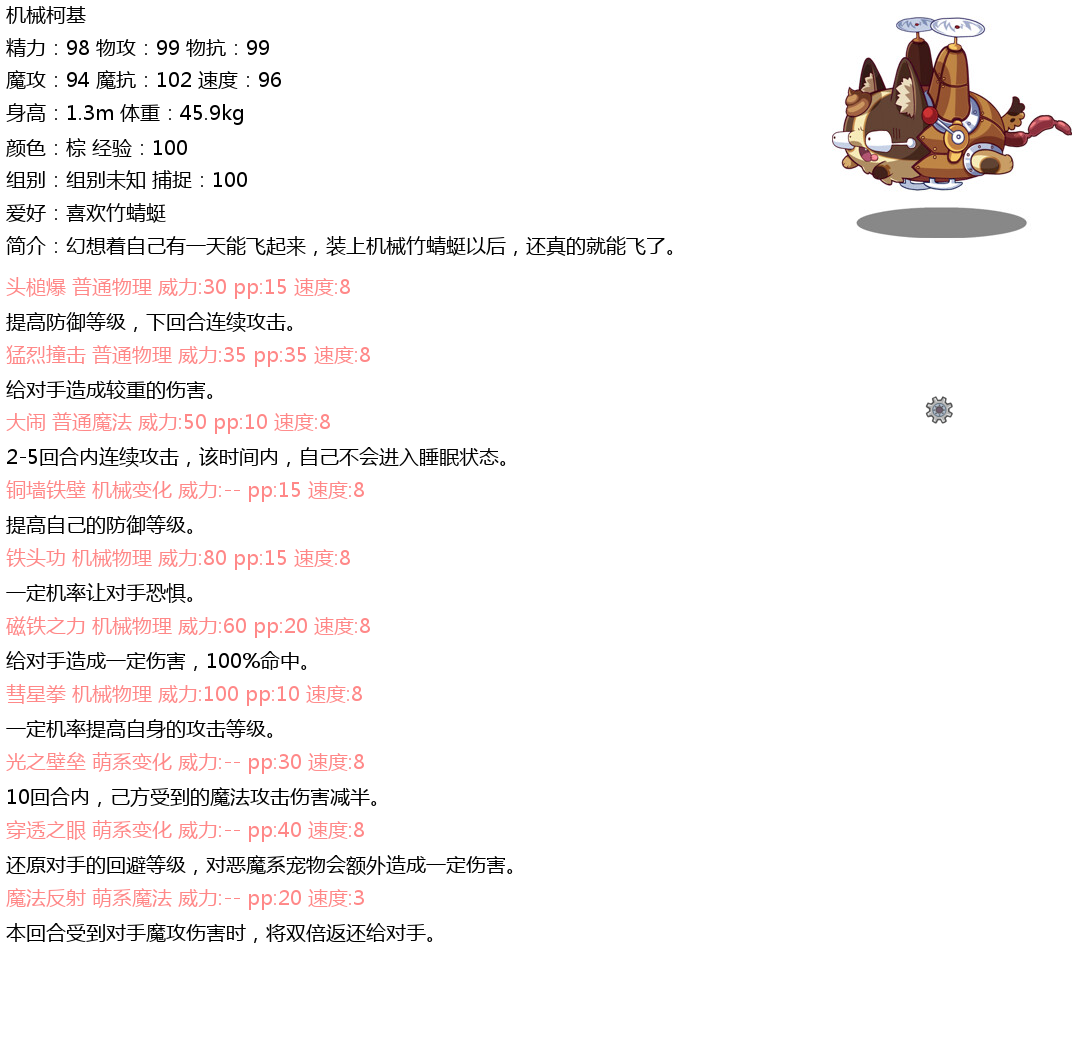 机械柯基
精力：98 物攻：99 物抗：99
魔攻：94 魔抗：102 速度：96
身高：1.3m 体重：45.9kg
颜色：棕 经验：100
组别：组别未知 捕捉：100
爱好：喜欢竹蜻蜓
简介：幻想着自己有一天能飞起来，装上机械竹蜻蜓以后，还真的就能飞了。
头槌爆 普通物理 威力:30 pp:15 速度:8
提高防御等级，下回合连续攻击。
猛烈撞击 普通物理 威力:35 pp:35 速度:8
给对手造成较重的伤害。
大闹 普通魔法 威力:50 pp:10 速度:8
2-5回合内连续攻击，该时间内，自己不会进入睡眠状态。
铜墙铁壁 机械变化 威力:-- pp:15 速度:8
提高自己的防御等级。
铁头功 机械物理 威力:80 pp:15 速度:8
一定机率让对手恐惧。
磁铁之力 机械物理 威力:60 pp:20 速度:8
给对手造成一定伤害，100%命中。
彗星拳 机械物理 威力:100 pp:10 速度:8
一定机率提高自身的攻击等级。
光之壁垒 萌系变化 威力:-- pp:30 速度:8
10回合内，己方受到的魔法攻击伤害减半。
穿透之眼 萌系变化 威力:-- pp:40 速度:8
还原对手的回避等级，对恶魔系宠物会额外造成一定伤害。
魔法反射 萌系魔法 威力:-- pp:20 速度:3
本回合受到对手魔攻伤害时，将双倍返还给对手。